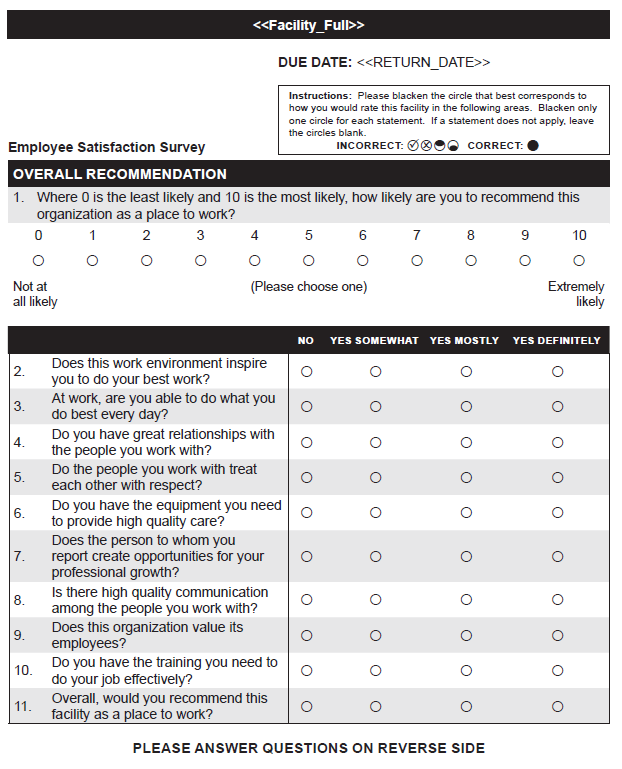 <<Facility_Full>>
DUE DATE: <<RETURN_DATE>>
Instructions: Please blacken the circle that best corresponds to
how you would rate this facility in the following areas. Blacken only
one circle for each statement. If a statement does not apply, leave
the circles blank.
INCORRECT: CORRECT:
Employee Satisfaction Survey
OVERALL RECOMMENDATION
1. Where 0 is the least likely and 10 is the most likely, how likely are you to recommend this
organization as a place to work?
0 1 2 3 4 5 6 7 8 9 10
Not at (Please choose one) Extremely
all likely likely
NO YES SOMEWHAT YES MOSTLY YES DEFINITELY
2. Does this work environment inspire
you to do your best work?
3. At work, are you able to do what you
do best every day?
4. Do you have great relationships with
the people you work with?
5. Do the people you work with treat
each other with respect?
6. Do you have the equipment you need
to provide high quality care?
Does the person to whom you
7. report create opportunities for your
professional growth?
8. Is there high quality communication
among the people you work with?
9. Does this organization value its
employees?
10. Do you have the training you need to
do your job effectively?
11. Overall, would you recommend this
facility as a place to work?
PLEASE ANSWER QUESTIONS ON REVERSE SIDE